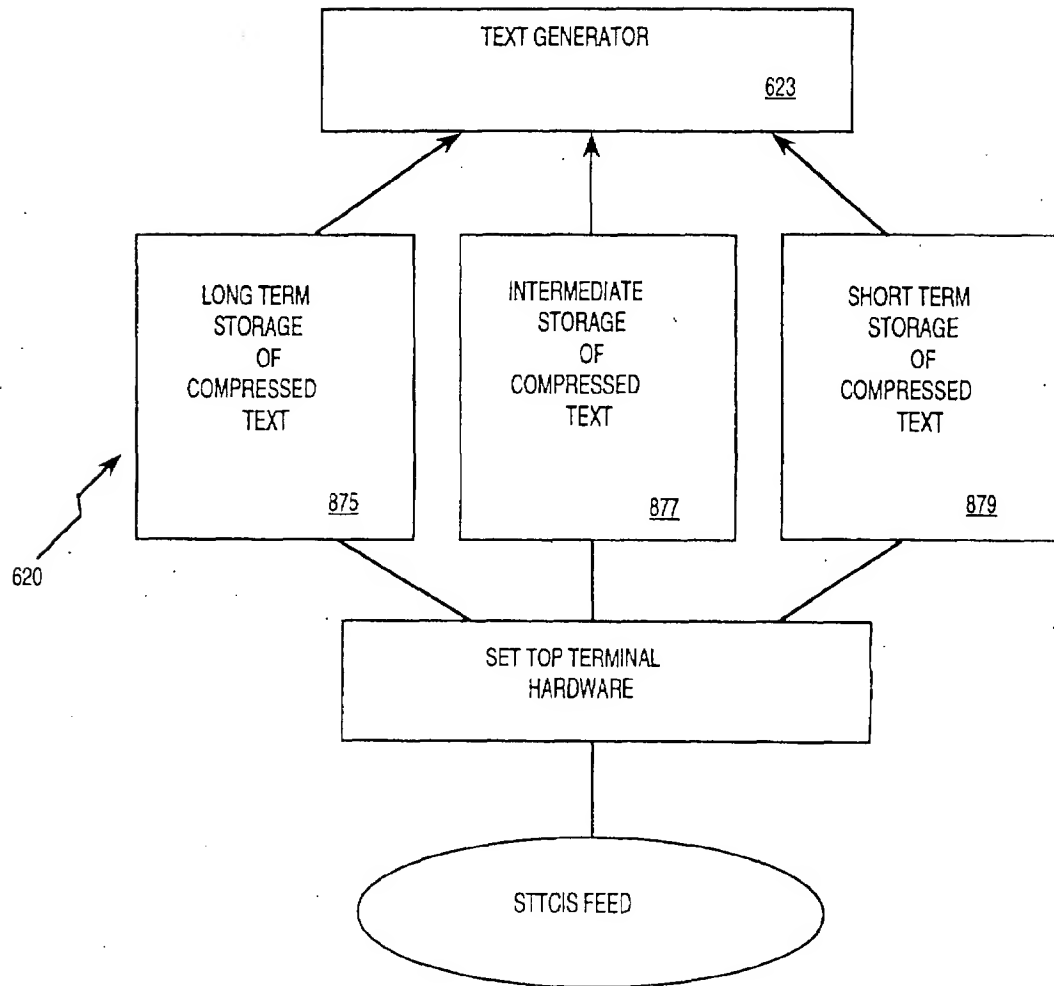 TEXT GENERATOR
623
LONG TERM
STORAGE
OF
COMPRESSED
TEXT
875
INTERMEDIATE
STORAGE
OF
COMPRESSED
TEXT
877
SHORT TERM
STORAGE
OF
COMPRESSED
TEXT
879
620
SET TOP TERMINAL
HARDWARE
STTCIS FEED